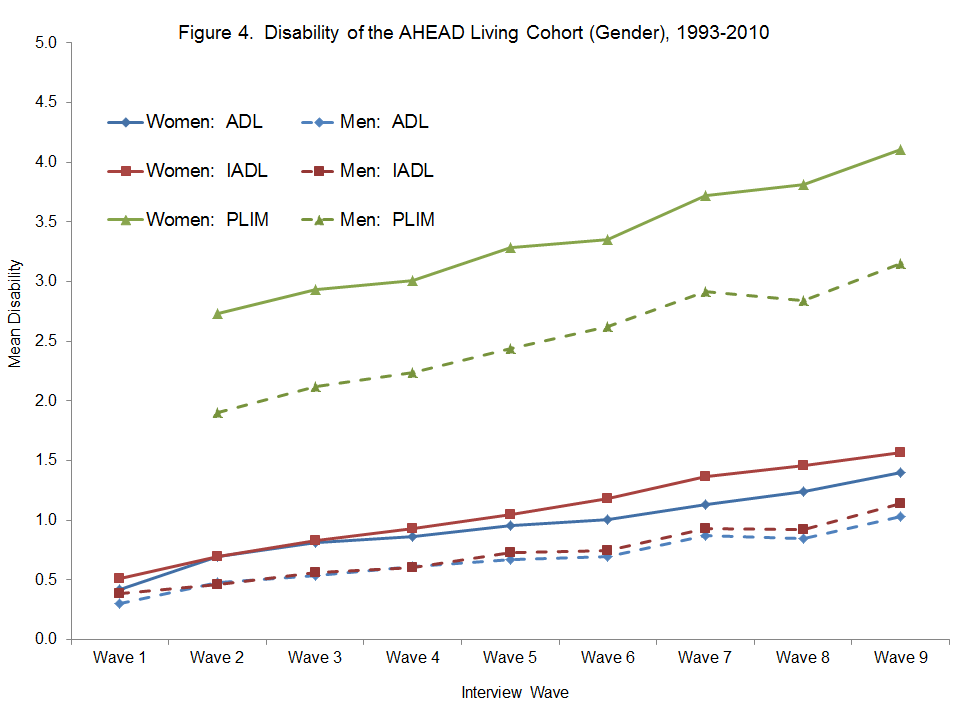 Figure 4.  Disability of the AHEAD Living Cohort (Gender), 1993-2010
5.0
4.5
4.0
3.5
3.0
2.5
2.0
1.5
1.0
0.5
0.0
Mean Disability
Women:  ADL
Men:  ADL
Women:  IADL
Men:  IADL
Women:  PLIM
Men:  PLIM
Wave 1 Wave 2 Wave 3 Wave 4 Wave 5 Wave 6 Wave 7 Wave 8 Wave 9
Interview Wave